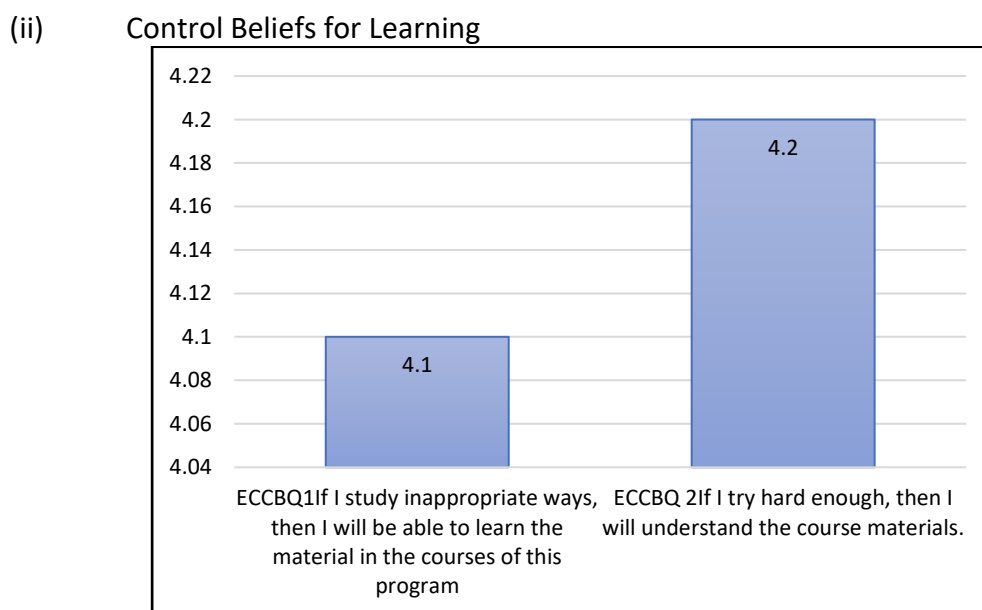 (ii) Control Beliefs for Learning
4.22
4.2
4.18
4.16
4.14
4.12
4.1
4.08
4.06
4.04
4.1
4.2
ECCBQ1If I study inappropriate ways,
then I will be able to learn the
material in the courses of this
program
ECCBQ 2If I try hard enough, then I
will understand the course materials.